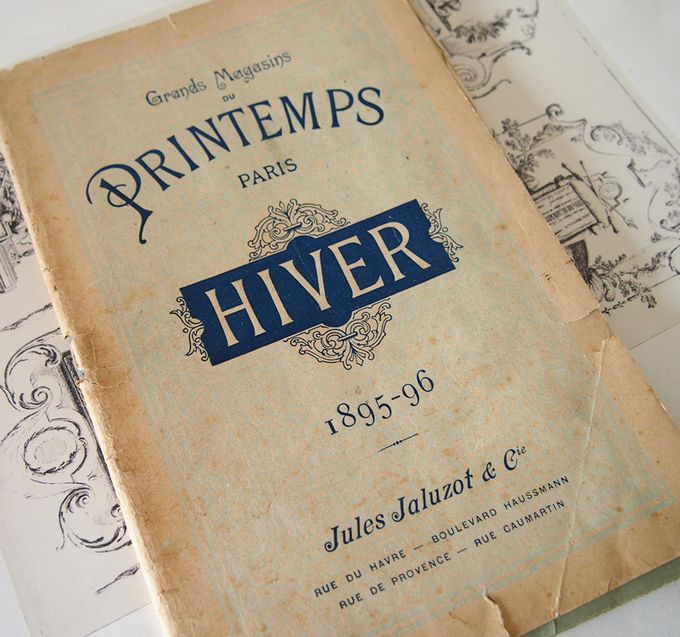 Grands Magasins
DU
PRINTEMPS
PARIS
HIVER
1895-96
Jules Jaluzot & Cie
RUE DU HAVRE — BOULEVARD HAUSSMANN
RUE DE PROVENCE — RUE CAUMARTIN